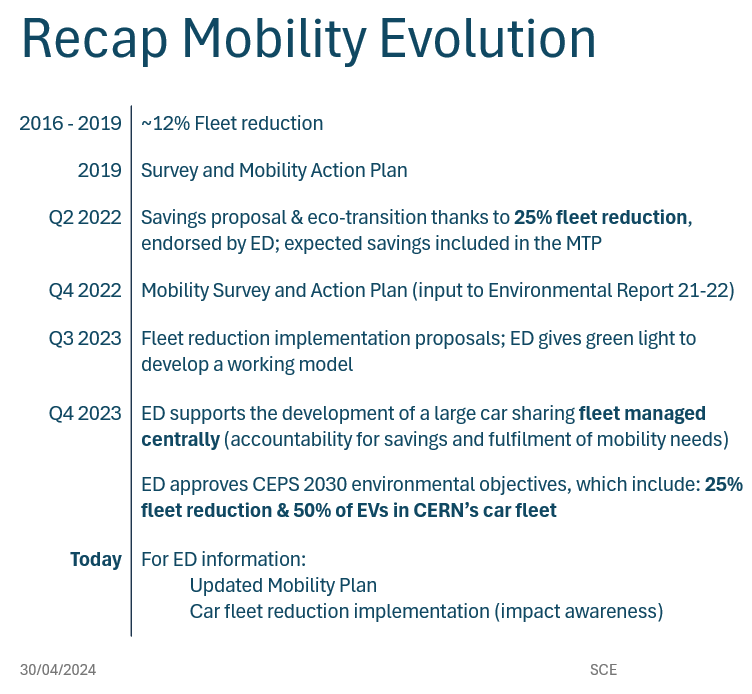 Recap Mobility Evolution
2016 - 2019 ~12% Fleet reduction
2019 Survey and Mobility Action Plan
Q2 2022 Savings proposal & eco-transition thanks to 25% fleet reduction,
endorsed by ED; expected savings included in the MTP
Q4 2022 Mobility Survey and Action Plan (input to Environmental Report 21-22)
Q3 2023 Fleet reduction implementation proposals; ED gives green light to
develop a working model
Q4 2023 ED supports the development of a large car sharing fleet managed
centrally (accountability for savings and fulfilment of mobility needs)
ED approves CEPS 2030 environmental objectives, which include: 25%
fleet reduction & 50% of EVs in CERN’s car fleet
Today For ED information:
Updated Mobility Plan
Car fleet reduction implementation (impact awareness)
30/04/2024 SCE